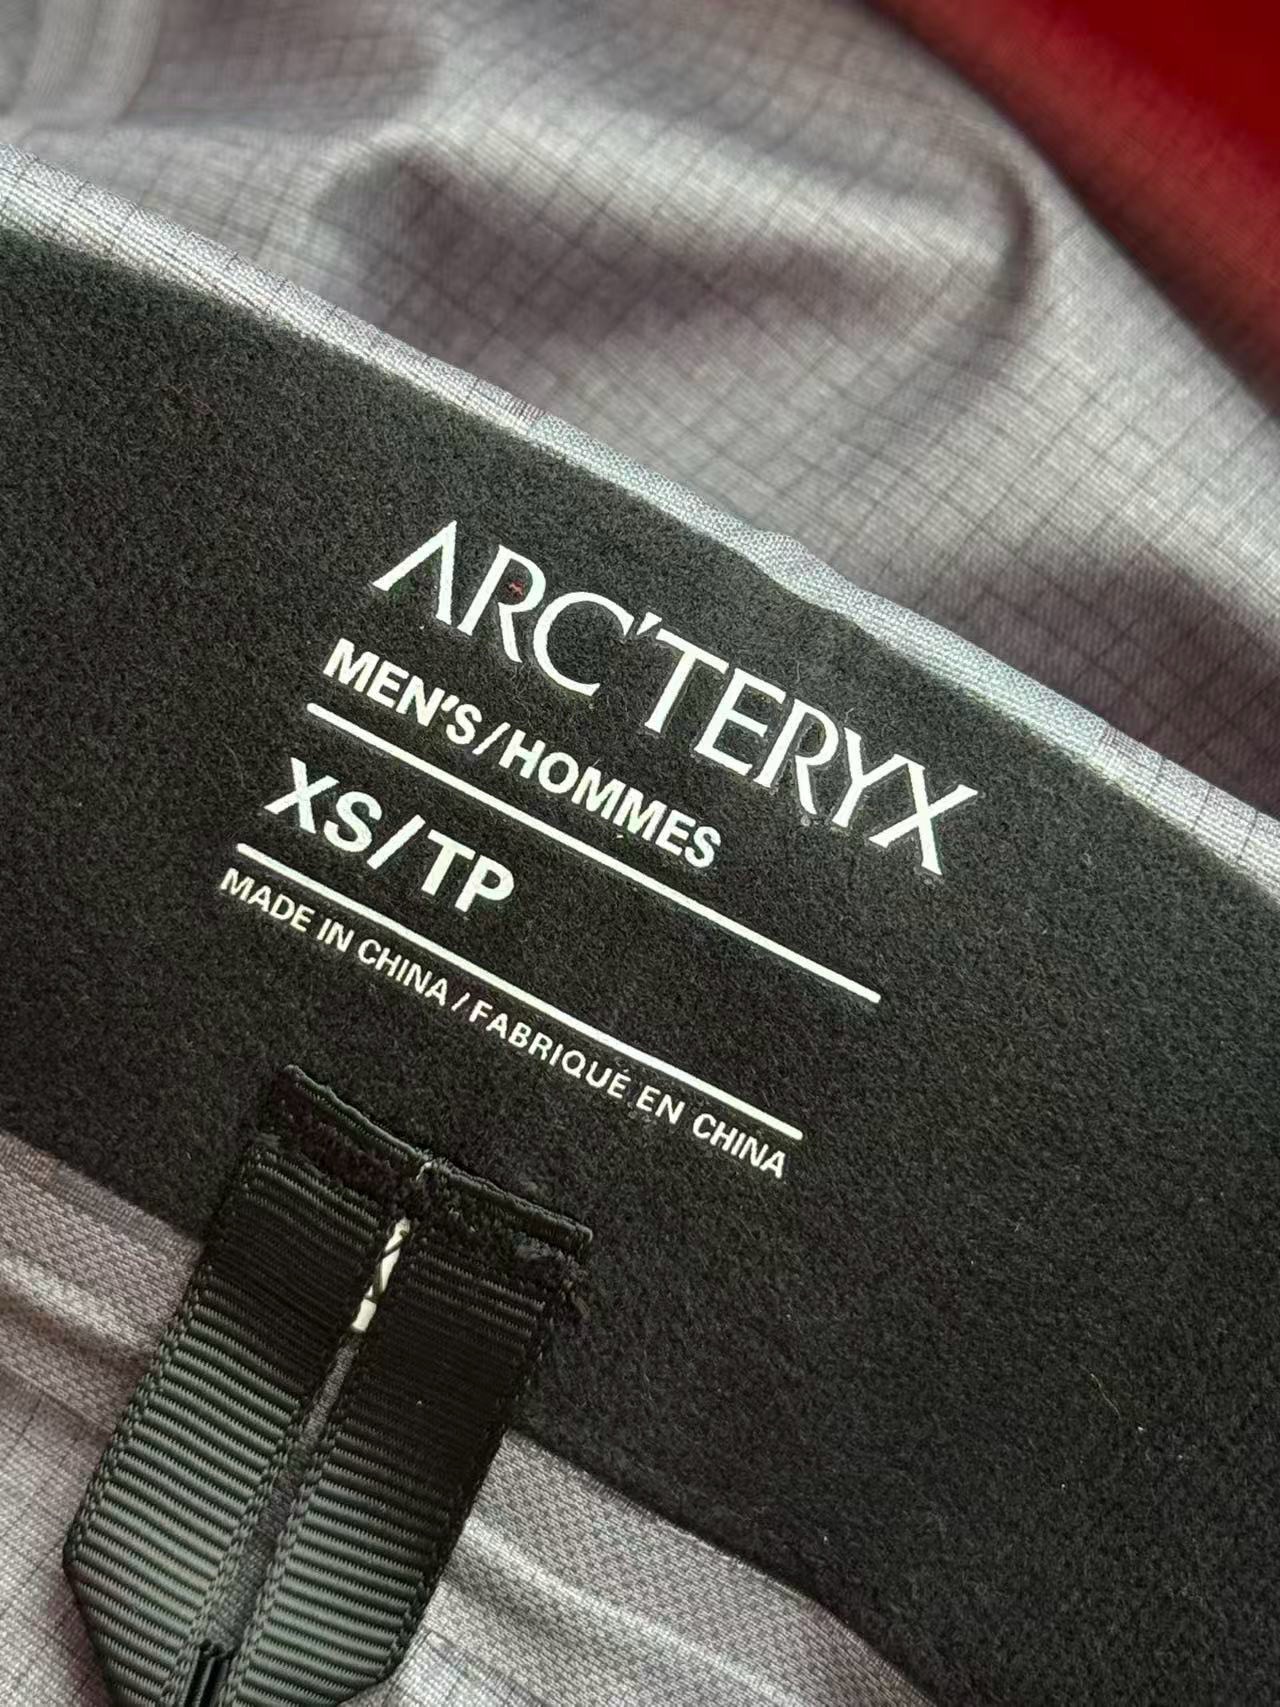 ARC'TERYX
MEN'S/HOMMES
XS/TP
MADE IN CHINA / FABRIQUÉ EN CHINA